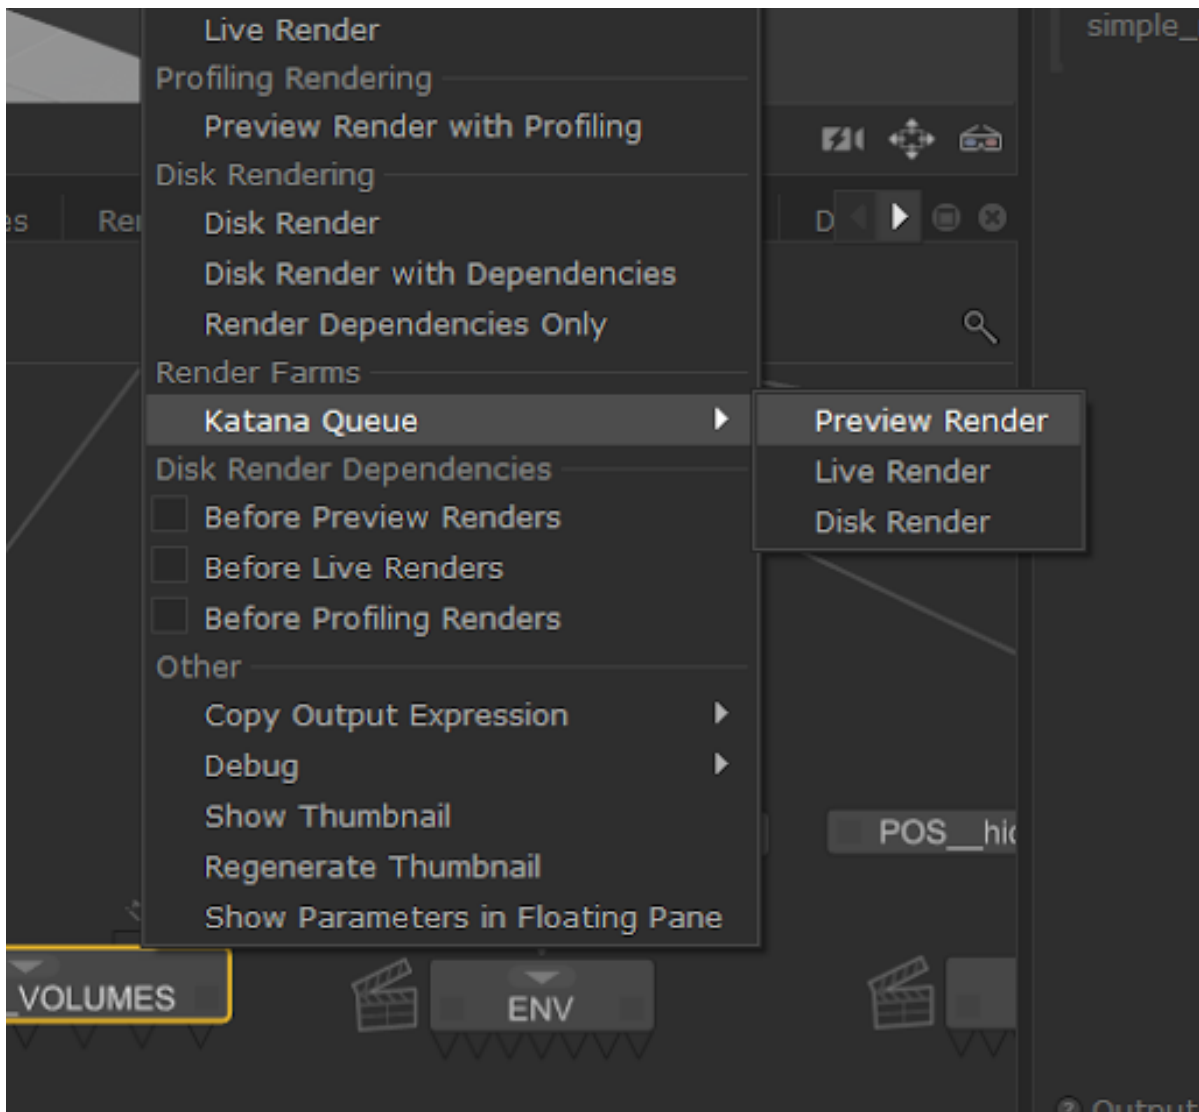 Live Render
simple_
Profiling Rendering
Preview Render with Profiling
Disk Rendering
Disk Render
D
Disk Render with Dependencies
Render Dependencies Only
Render Farms
Katana Queue
Preview Render
Live Render
Disk Render
Disk Render Dependencies
Before Preview Renders
Before Live Renders
Before Profiling Renders
Other
Copy Output Expression
Debug
Show Thumbnail
Regenerate Thumbnail
Show Parameters in Floating Pane
POS__hid
_VOLUMES
ENV
Output